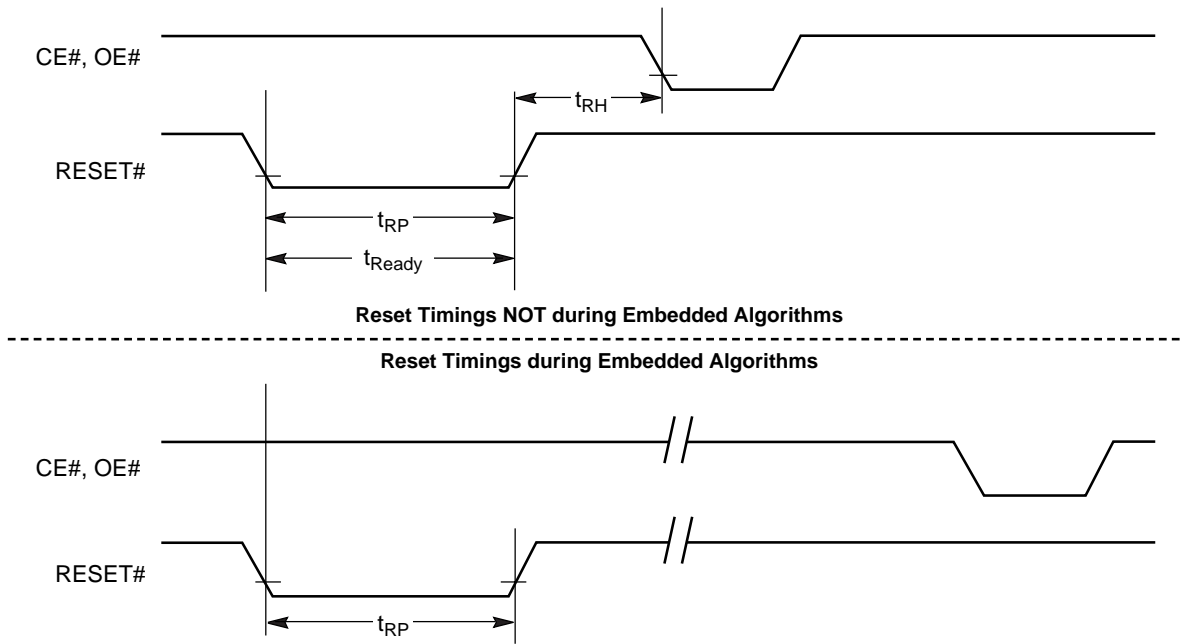 CE#, OE#
tRH
RESET#
tRP
tReady
Reset Timings NOT during Embedded Algorithms
Reset Timings during Embedded Algorithms
CE#, OE#
RESET#
tRP